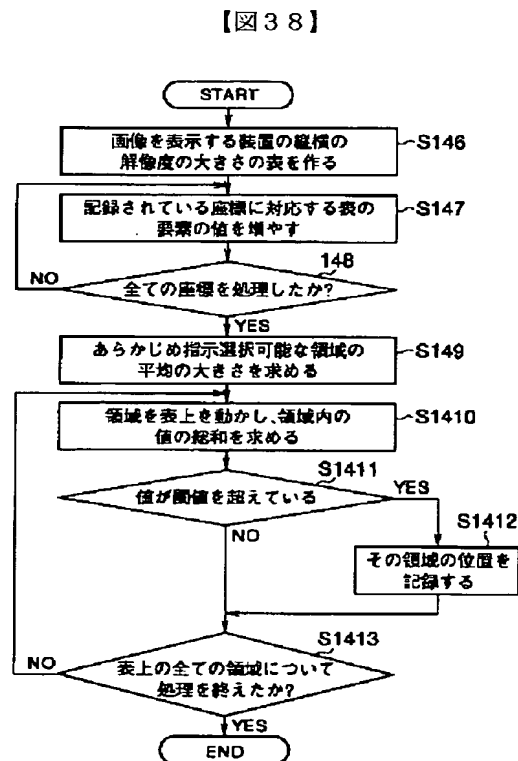 【図38】
START
画像を表示する装置の縦横の
解像度の大きさの表を作る
S146
記録されている座標に対応する表の
要素の値を増やす
S147
148
全ての座標を処理したか?
NO
YES
あらかじめ指示選択可能な領域の
平均の大きさを求める
S149
領域を表上を動かし、領域内の
値の総和を求める
S1410
S1411
値が閾値を超えている
YES
NO
S1412
その領域の位置を
記録する
S1413
表上の全ての領域について
処理を終えたか?
NO
YES
END